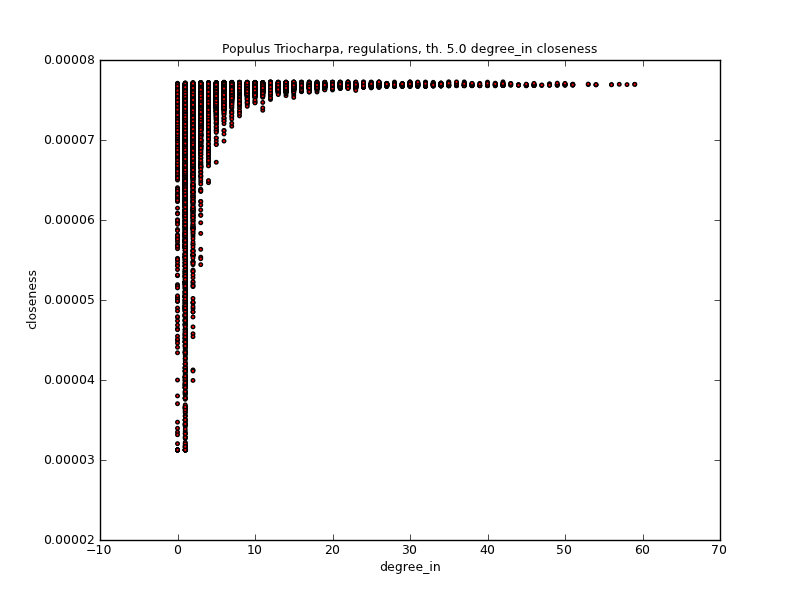 Populus Triocharpa, regulations, th. 5.0 degree_in closeness
0.00008
0.00007
0.00006
0.00005
0.00004
0.00003
0.00002
closeness
−10 0 10 20 30 40 50 60 70
degree_in